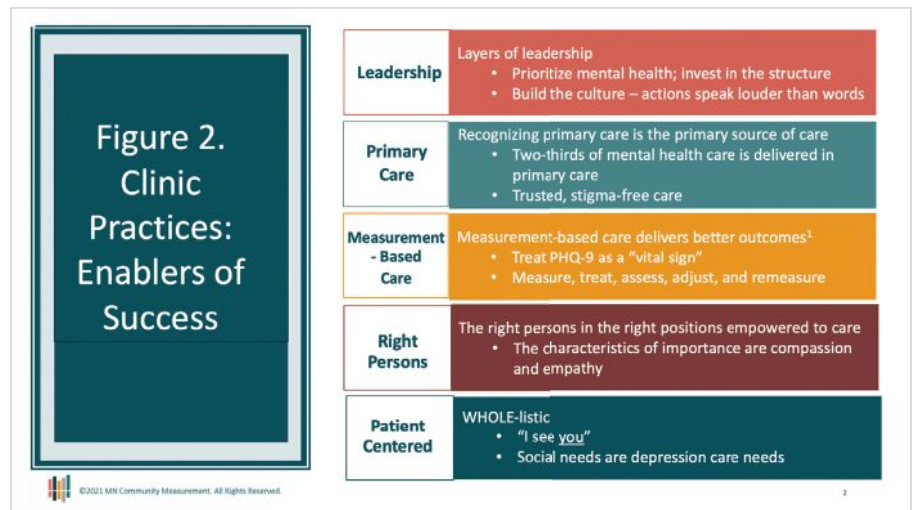 Figure 2.
Clinic
Practices:
Enablers of
Success
Leadership
Layers of leadership
• Prioritize mental health; invest in the structure
• Build the culture – actions speak louder than words
Primary
Care
Recognizing primary care is the primary source of care
• Two-thirds of mental health care is delivered in
primary care
• Trusted, stigma-free care
Measurement
- Based
Care
Measurement-based care delivers better outcomes¹
• Treat PHQ-9 as a “vital sign”
• Measure, treat, assess, adjust, and remeasure
Right
Persons
The right persons in the right positions empowered to care
• The characteristics of importance are compassion
and empathy
Patient
Centered
WHOLE-listic
• “I see you”
• Social needs are depression care needs
©2021 MN Community Measurement. All Rights Reserved.
2